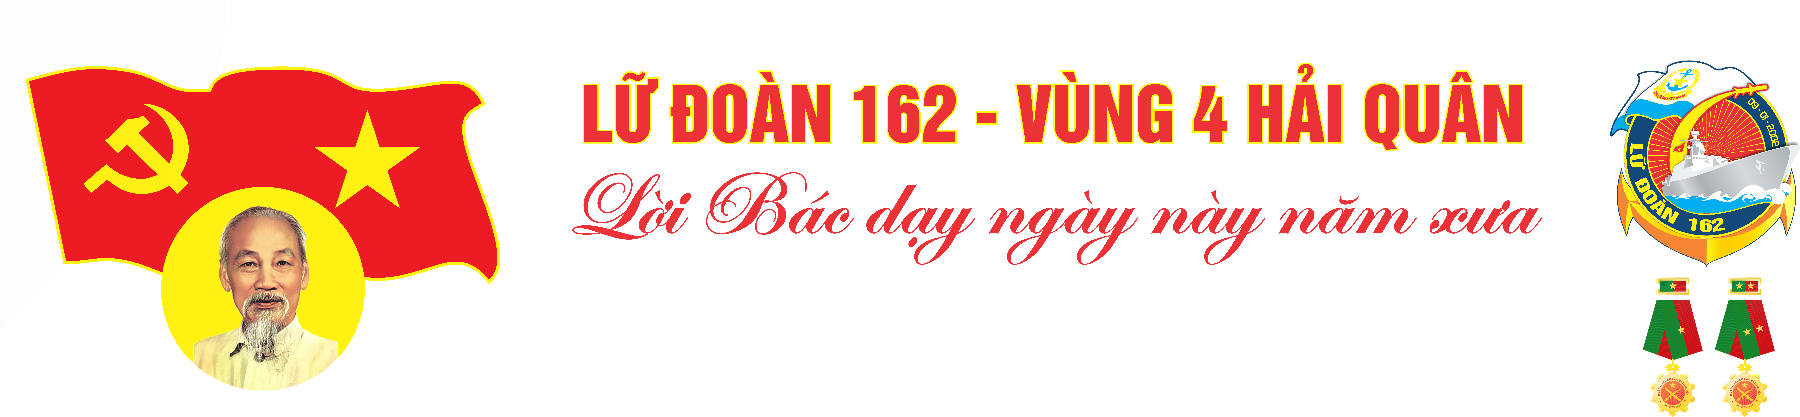 LỮ ĐOÀN 162 - VÙNG 4 HẢI QUÂN
Lời Bác dạy ngày này năm xưa
LỮ ĐOÀN 162